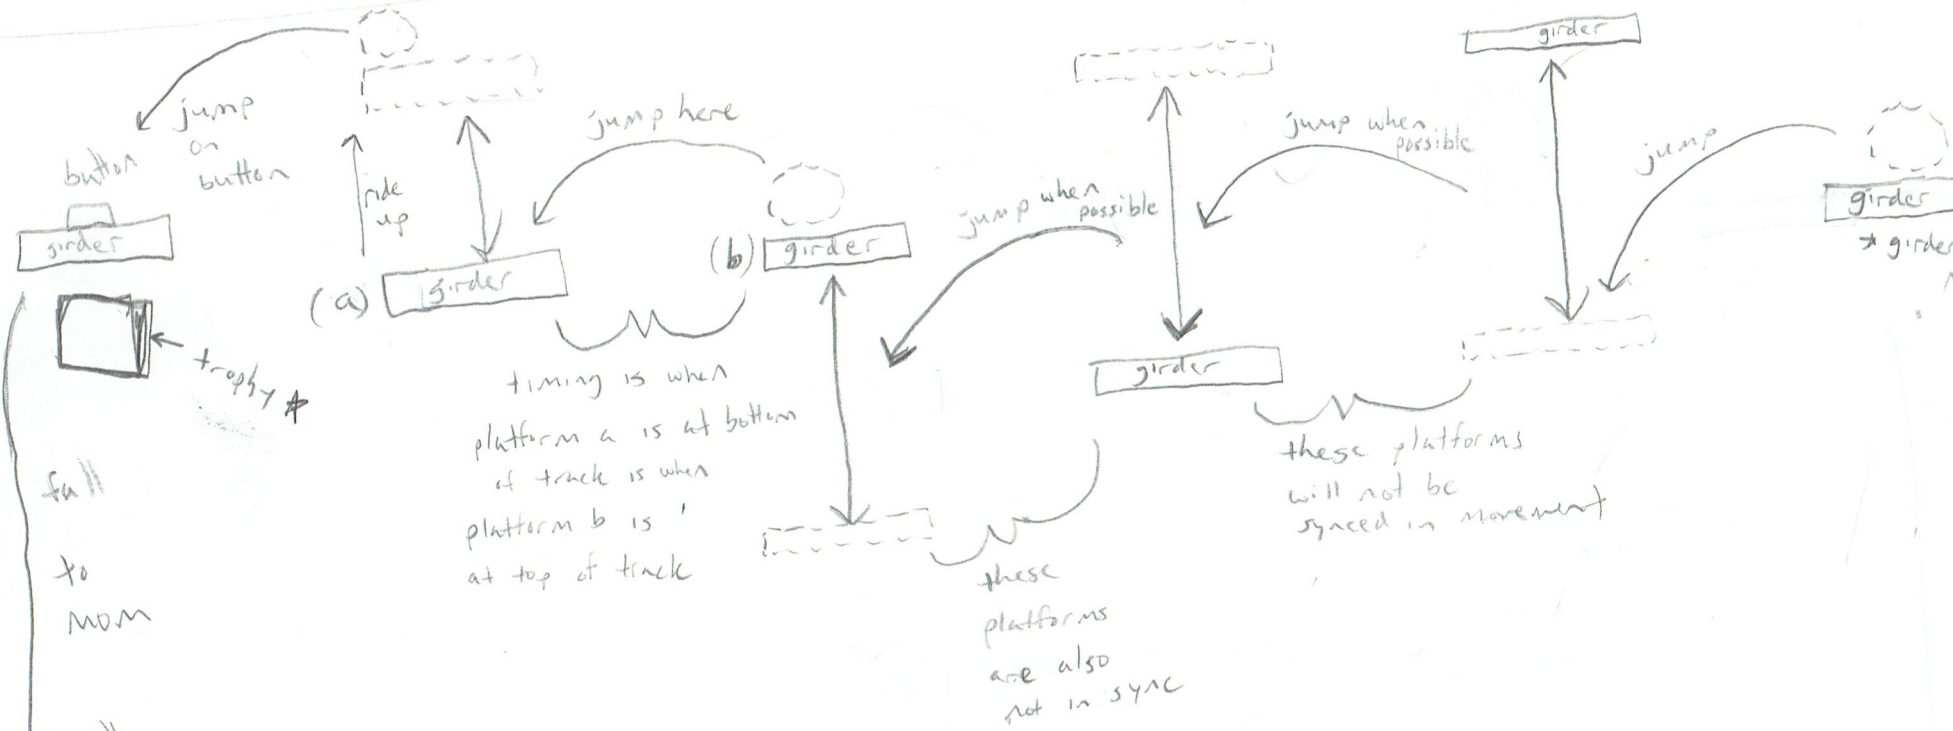 girder
jump here
jump when
possible
jump
jump
on
button
button
ride
up
jump when
possible
girder
* girder
girder
(b) girder
(a) girder
trophy *
girder
timing is when
platform a is at bottom
of track is when
platform b is
at top of track
these platforms
will not be
synced in movement
fall
to
mom
these
platforms
are also
not in sync